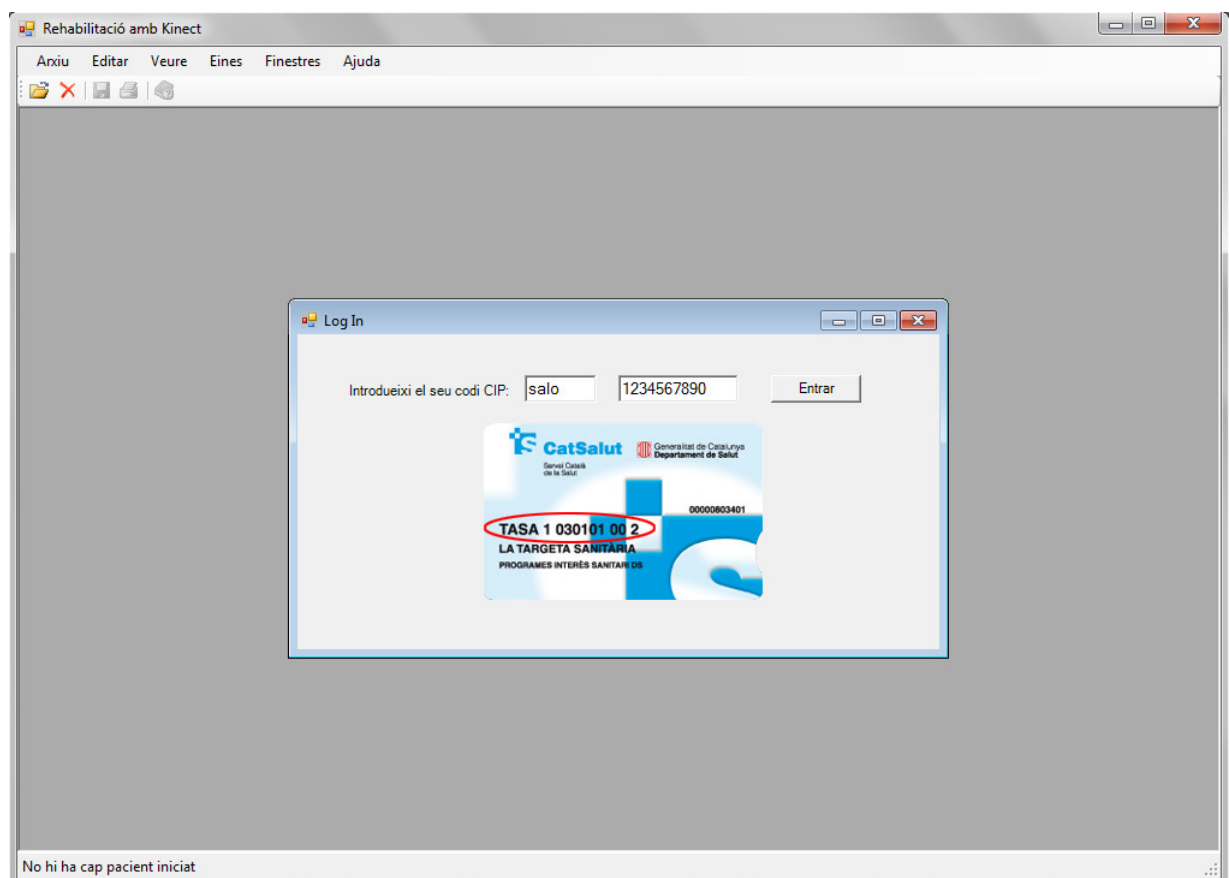 Rehabilitació amb Kinect
Arxiu Editar Veure Eines Finestres Ajuda
Log In
Introdueixi el seu codi CIP: salo 1234567890 Entrar
CatSalut
Servei Català
de la Salut
Generalitat de Catalunya
Departament de Salut
00000803401
TASA 1 030101 00 2
LA TARGETA SANITÀRIA
PROGRAMES INTERÈS SANITARI DS
No hi ha cap pacient iniciat